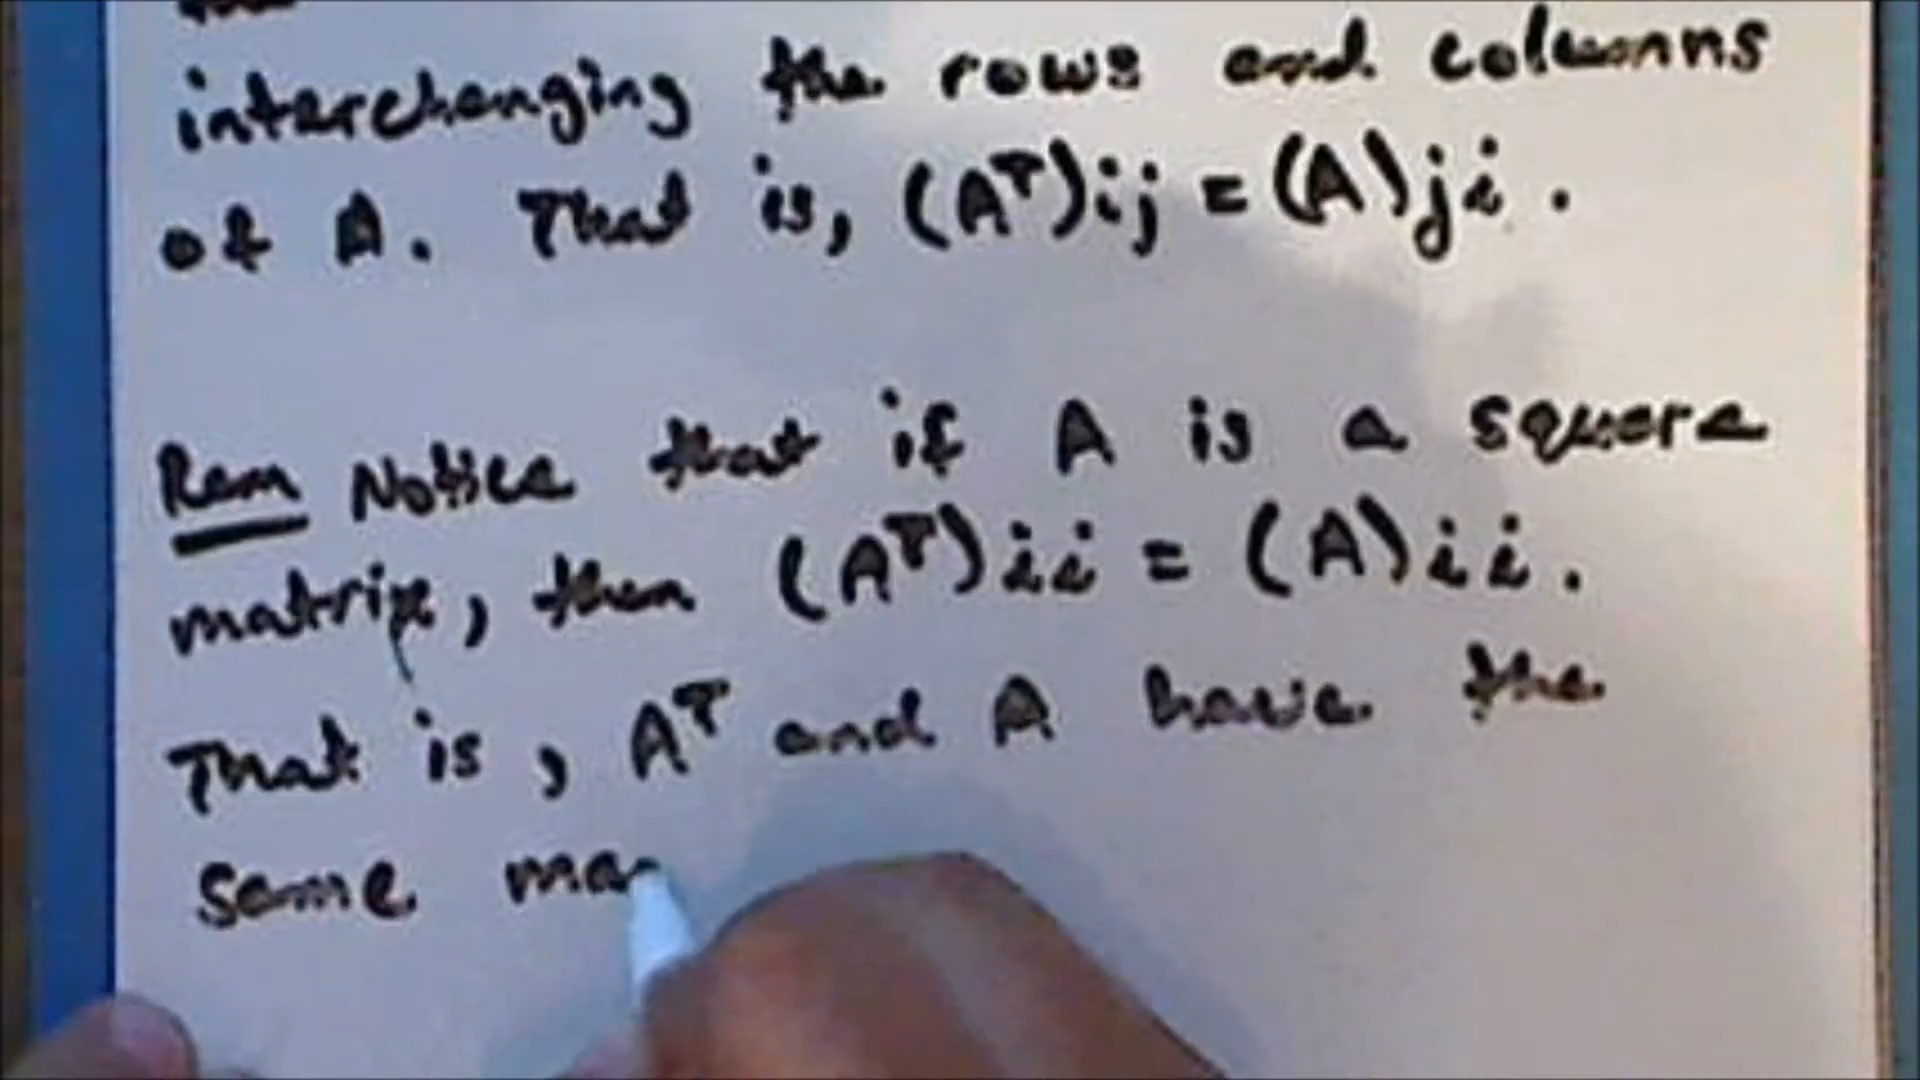 interchanging the rows and columns
of A. That is, (Aᵀ)ij = (A)ji.
Rem Notice that if A is a square
matrix, then (Aᵀ)ii = (A)ii.
That is, Aᵀ and A have the
same ma